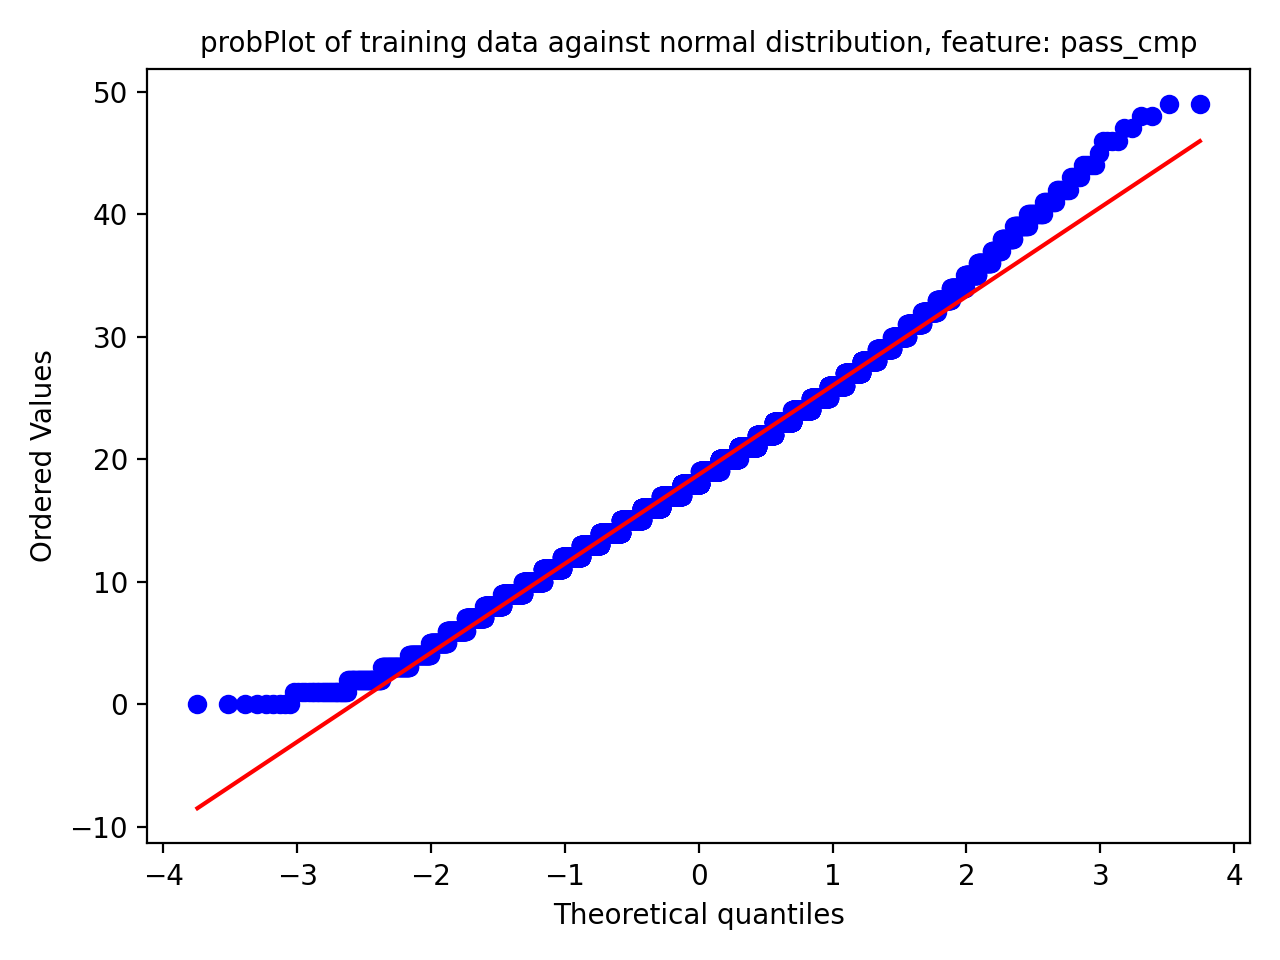 probPlot of training data against normal distribution, feature: pass_cmp
50
40
30
20
10
0
−10
Ordered Values
−4 −3 −2 −1 0 1 2 3 4
Theoretical quantiles